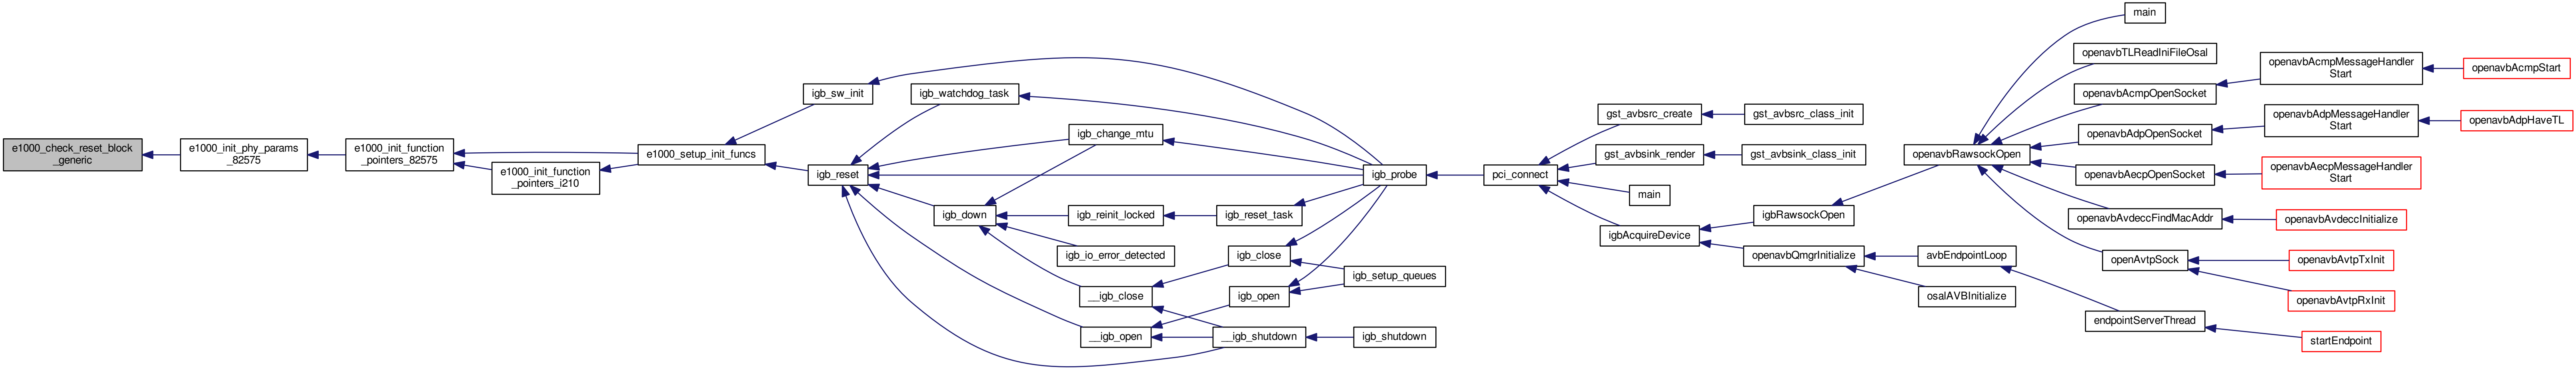 e1000_check_reset_block
_generic
e1000_init_phy_params
_82575
e1000_init_function
_pointers_82575
e1000_init_function
_pointers_i210
e1000_setup_init_funcs
igb_sw_init
igb_reset
igb_watchdog_task
igb_change_mtu
igb_down
igb_reinit_locked
igb_io_error_detected
__igb_close
__igb_open
igb_reset_task
igb_close
igb_open
__igb_shutdown
igb_probe
igb_setup_queues
igb_shutdown
pci_connect
gst_avbsrc_create
gst_avbsink_render
main
igbAcquireDevice
gst_avbsrc_class_init
gst_avbsink_class_init
igbRawsockOpen
openavbQmgrInitialize
openavbRawsockOpen
avbEndpointLoop
osalAVBInitialize
main
openavbTLReadIniFileOsal
openavbAcmpOpenSocket
openavbAdpOpenSocket
openavbAecpOpenSocket
openavbAvdeccFindMacAddr
openAvtpSock
endpointServerThread
openavbAcmpMessageHandler
Start
openavbAdpMessageHandler
Start
openavbAecpMessageHandler
Start
openavbAvdeccInitialize
openavbAvtpTxInit
openavbAvtpRxInit
startEndpoint
openavbAcmpStart
openavbAdpHaveTL